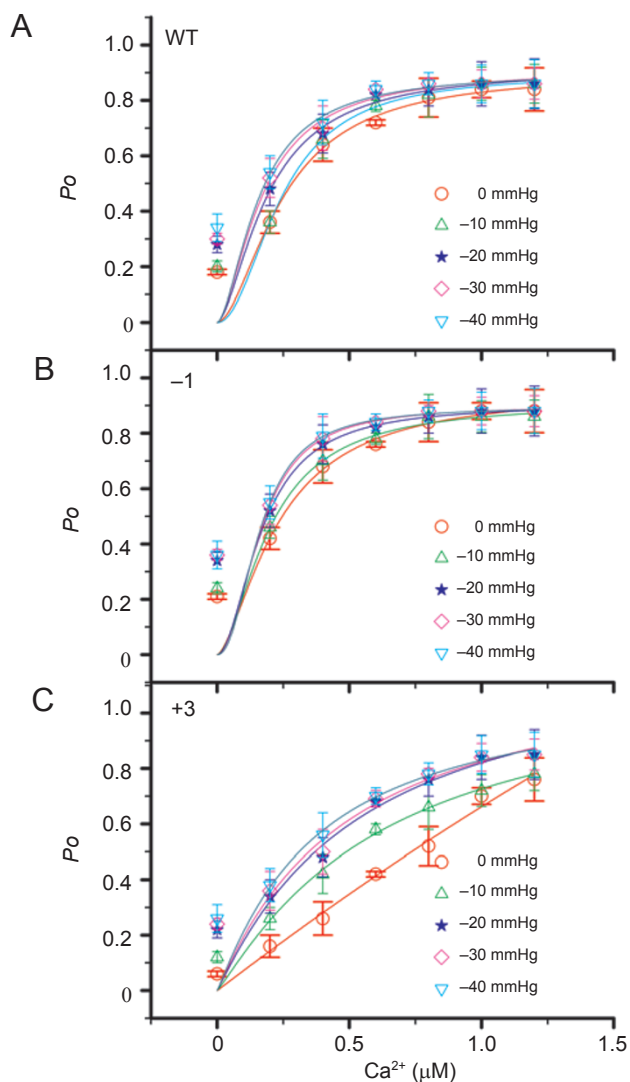 A
WT
1.0
0.8
0.6
0.4
0.2
0
Po
0 mmHg
–10 mmHg
–20 mmHg
–30 mmHg
–40 mmHg
B
–1
1.0
0.8
0.6
0.4
0.2
0
Po
0 mmHg
–10 mmHg
–20 mmHg
–30 mmHg
–40 mmHg
C
+3
1.0
0.8
0.6
0.4
0.2
0
Po
0 mmHg
–10 mmHg
–20 mmHg
–30 mmHg
–40 mmHg
0 0.5 1.0 1.5
Ca²⁺ (μM)